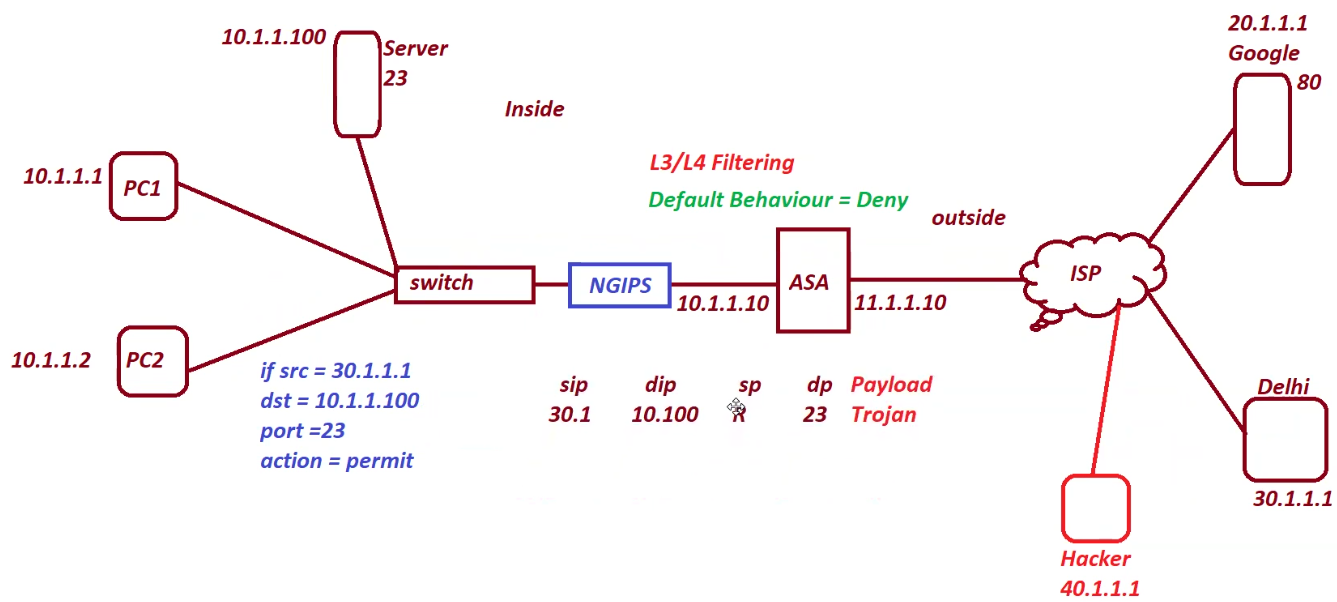 20.1.1.1
Google
80
10.1.1.100
Server
23
Inside
L3/L4 Filtering
Default Behaviour = Deny
outside
10.1.1.1
PC1
switch
NGIPS
10.1.1.10
ASA
11.1.1.10
ISP
10.1.1.2
PC2
if src = 30.1.1.1
dst = 10.1.1.100
port =23
action = permit
sip dip sp dp Payload
30.1 10.100 R 23 Trojan
Delhi
30.1.1.1
Hacker
40.1.1.1